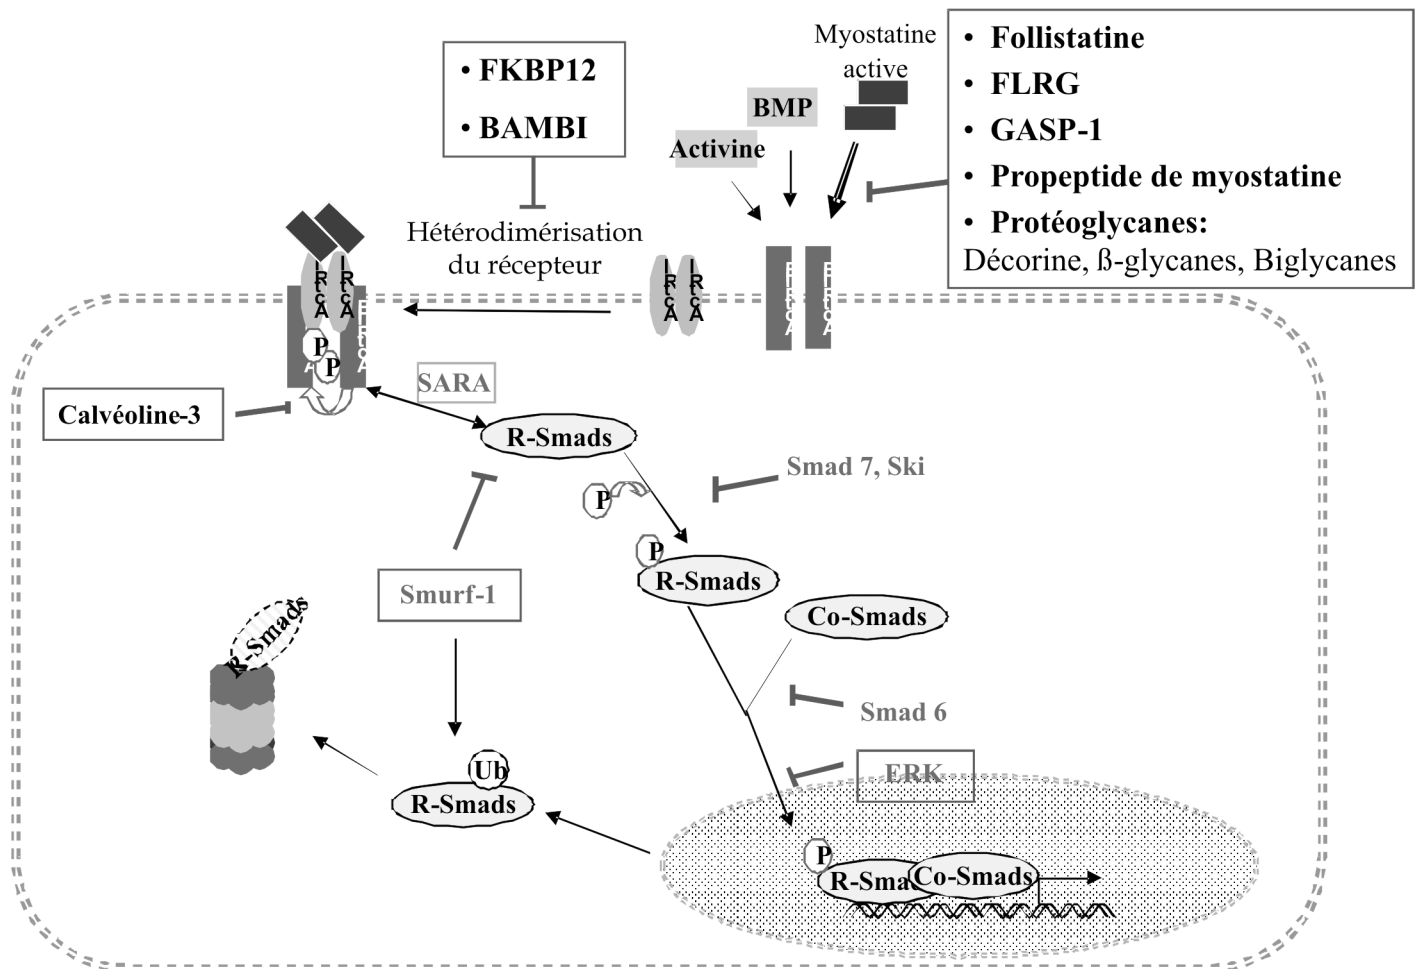 Myostatine
active
• Follistatine
• FLRG
• GASP-1
• Propeptide de myostatine
• Protéoglycanes:
Décorine, ß-glycanes, Biglycanes
• FKBP12
• BAMBI
BMP
Activine
Hétérodimérisation
du récepteur
P
P
SARA
Calvéoline-3
R-Smads
Smad 7, Ski
P
P
R-Smads
Smurf-1
Co-Smads
R-Smads
Smad 6
ERK
Ub
R-Smads
P
Co-Smads